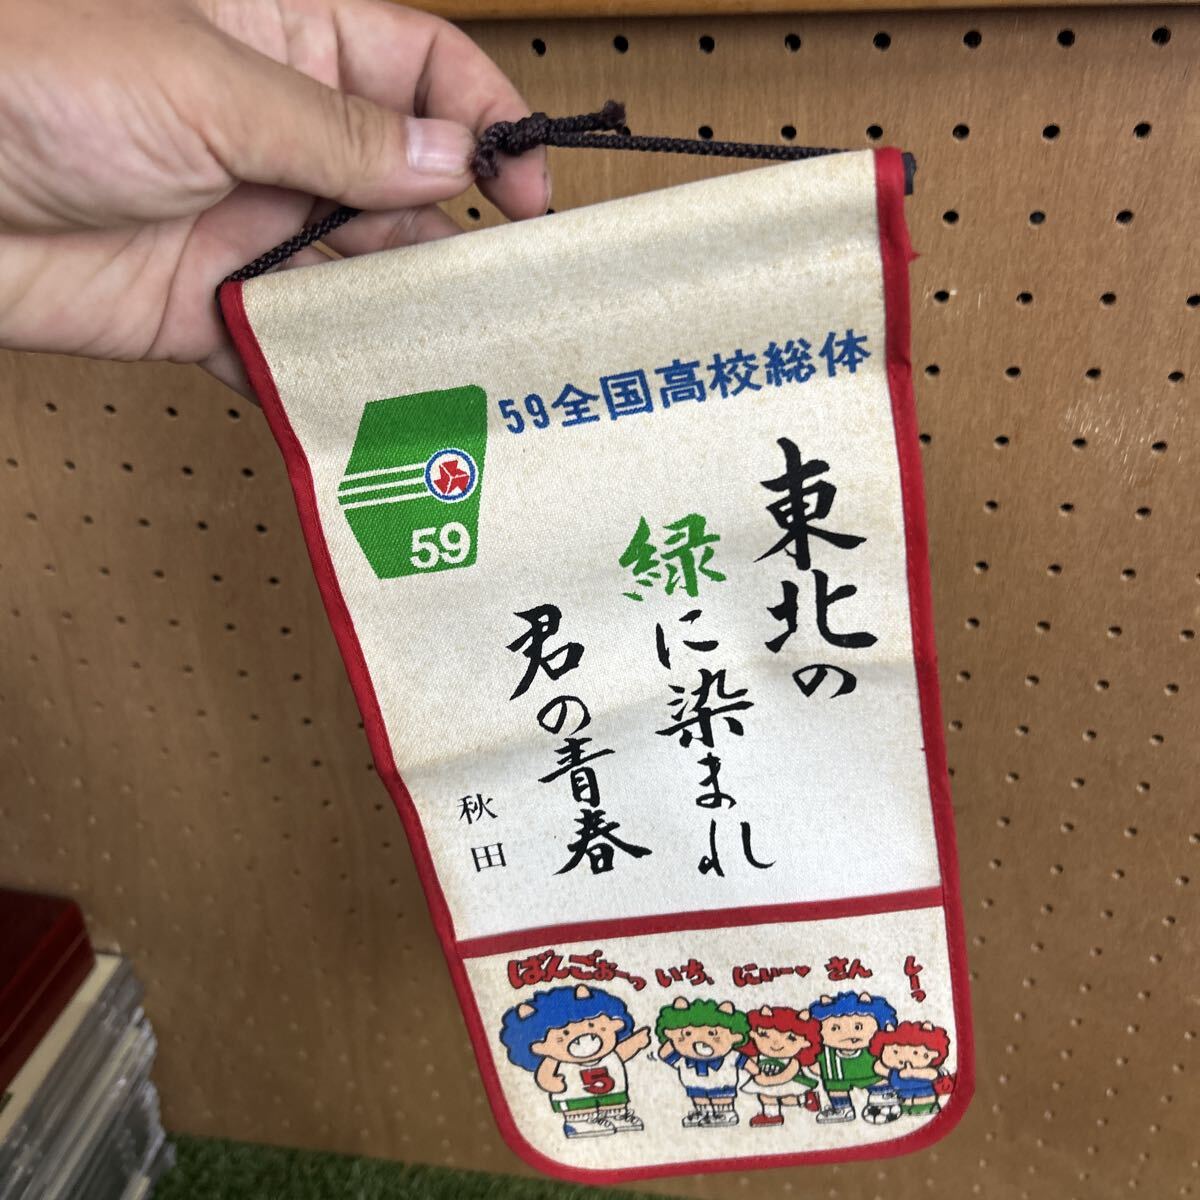 59全国高校総体
59
東北の
緑に染まれ
君の青春
秋田
ばんごぉーっ いち、 にぃー♥ さん しーっ
5